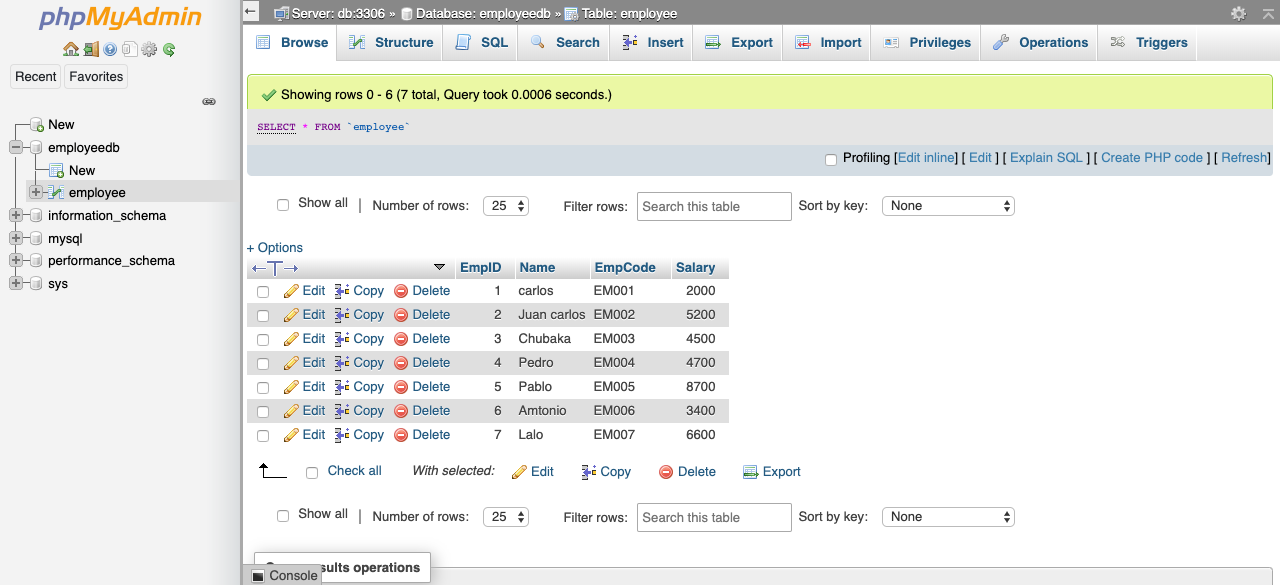 phpMyAdmin
Recent Favorites
New
employeedb
New
employee
information_schema
mysql
performance_schema
sys
Server: db:3306 » Database: employeedb » Table: employee
Browse Structure SQL Search Insert Export Import Privileges Operations Triggers
Showing rows 0 - 6 (7 total, Query took 0.0006 seconds.)
SELECT * FROM `employee`
Profiling [Edit inline] [ Edit ] [ Explain SQL ] [ Create PHP code ] [ Refresh]
Show all | Number of rows: 25 Filter rows: Search this table Sort by key: None
+ Options
←T→ EmpID Name EmpCode Salary
Edit Copy Delete 1 carlos EM001 2000
Edit Copy Delete 2 Juan carlos EM002 5200
Edit Copy Delete 3 Chubaka EM003 4500
Edit Copy Delete 4 Pedro EM004 4700
Edit Copy Delete 5 Pablo EM005 8700
Edit Copy Delete 6 Amtonio EM006 3400
Edit Copy Delete 7 Lalo EM007 6600
Check all With selected: Edit Copy Delete Export
Show all | Number of rows: 25 Filter rows: Search this table Sort by key: None
operations
Console